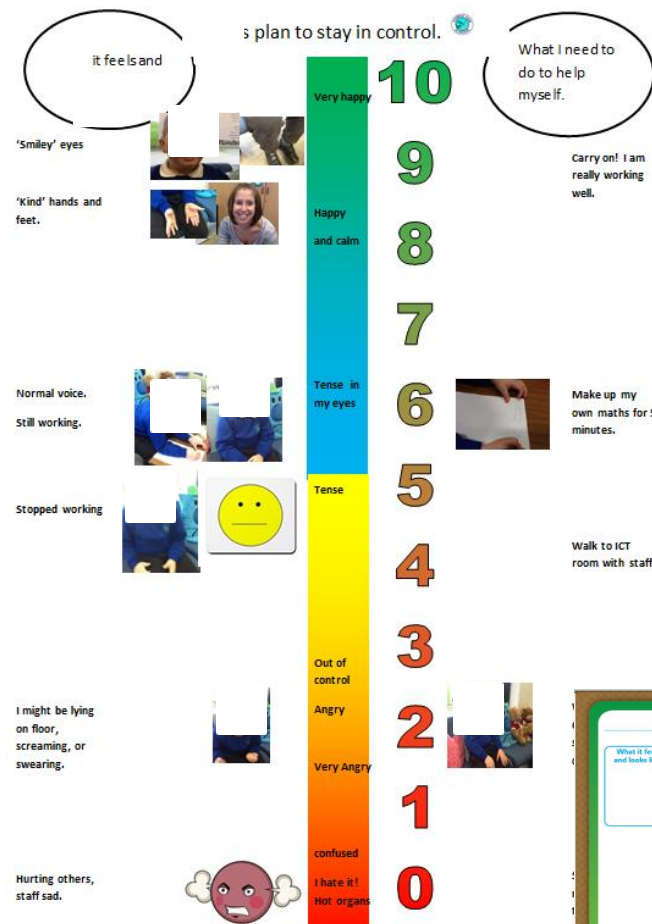 s plan to stay in control.
it feels and
What I need to
do to help
myself.
Very happy
10
'Smiley' eyes
9
Carry on! I am
really working
well.
'Kind' hands and
feet.
Happy
and calm
8
7
Normal voice.
Still working.
Tense in
my eyes
6
Make up my
own maths for 5
minutes.
Stopped working
Tense
5
4
Walk to ICT
room with staff
3
Out of
control
I might be lying
on floor,
screaming, or
swearing.
Angry
2
Very Angry
1
What it fee
and looks li
Hurting others,
staff sad.
confused
I hate it!
Hot organs
0